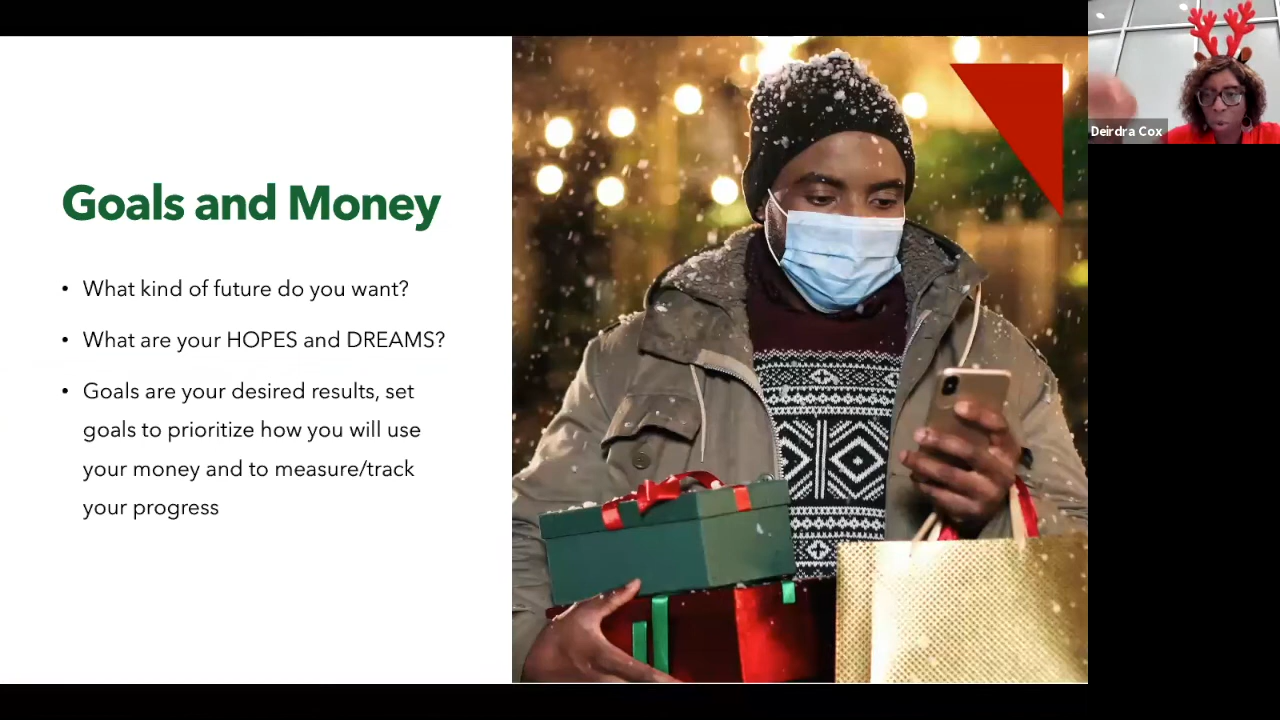 Goals and Money
• What kind of future do you want?
• What are your HOPES and DREAMS?
• Goals are your desired results, set
goals to prioritize how you will use
your money and to measure/track
your progress
Deirdra Cox